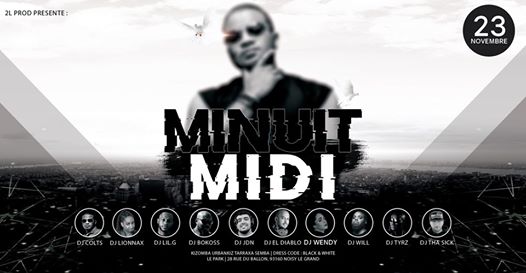 2L PROD PRESENTE :
23
NOVEMBRE
MINUIT
MIDI
DJ COLTS DJ LIONNAX DJ LIL.G DJ BOKOSS DJ JDN DJ EL DIABLO DJ WENDY DJ WILL DJ TYRZ DJ THA SICK
KIZOMBA URBANKIZ TARRAXA SEMBA | DRESS CODE : BLACK & WHITE
LE PARK | 28 RUE DU BALLON, 93160 NOISY LE GRAND